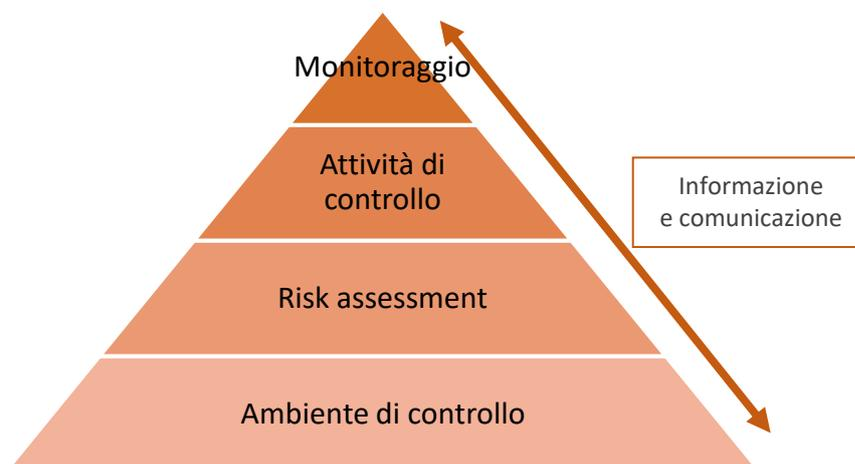 Monitoraggio
Attività di
controllo
Informazione
e comunicazione
Risk assessment
Ambiente di controllo